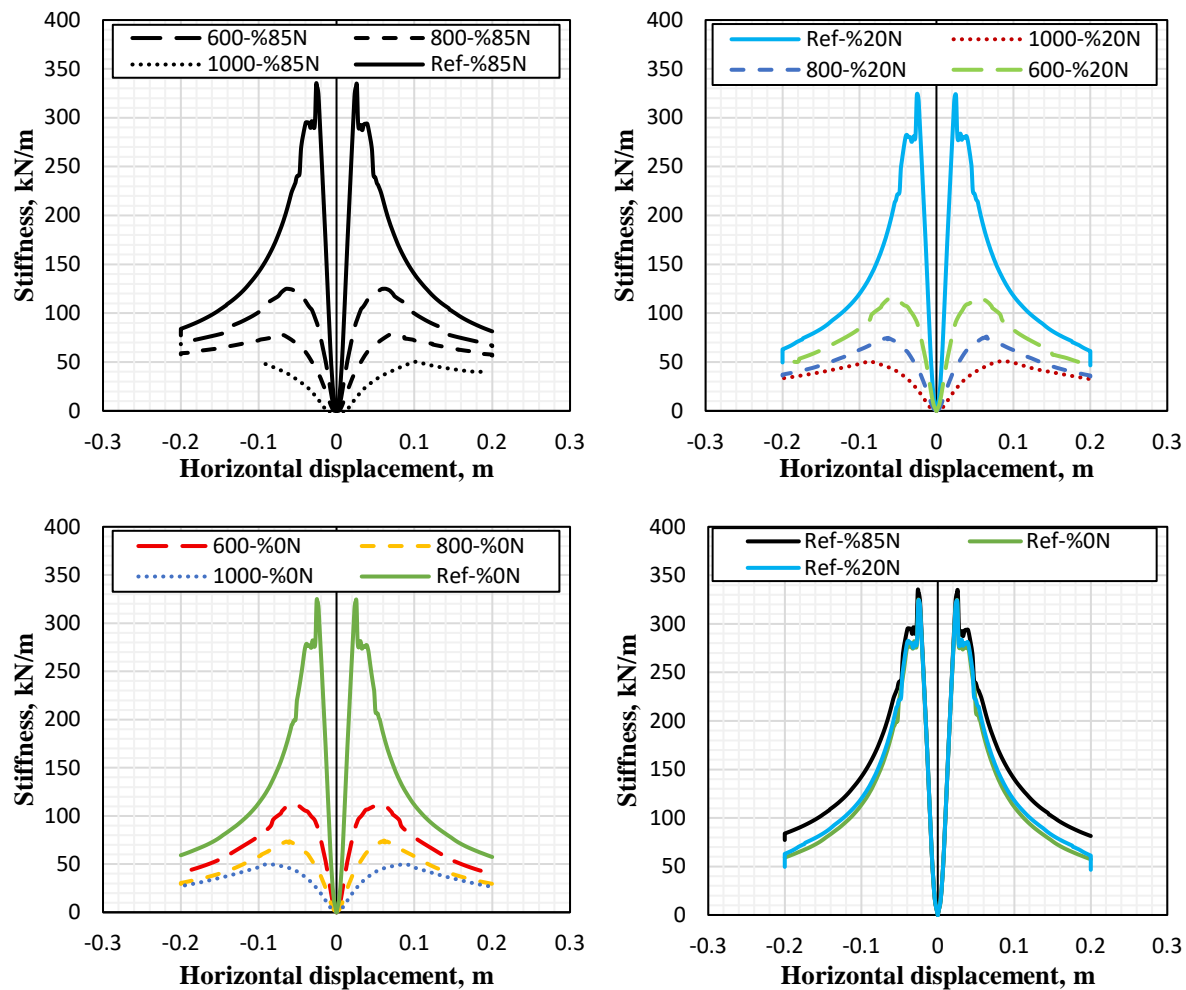 400
350
300
250
200
150
100
50
0
Stiffness, kN/m
600-%85N 800-%85N
1000-%85N Ref-%85N
-0.3 -0.2 -0.1 0 0.1 0.2 0.3
Horizontal displacement, m
400
350
300
250
200
150
100
50
0
Stiffness, kN/m
Ref-%20N 1000-%20N
800-%20N 600-%20N
-0.3 -0.2 -0.1 0 0.1 0.2 0.3
Horizontal displacement, m
400
350
300
250
200
150
100
50
0
Stiffness, kN/m
600-%0N 800-%0N
1000-%0N Ref-%0N
-0.3 -0.2 -0.1 0 0.1 0.2 0.3
Horizontal displacement, m
400
350
300
250
200
150
100
50
0
Stiffness, kN/m
Ref-%85N Ref-%0N
Ref-%20N
-0.3 -0.2 -0.1 0 0.1 0.2 0.3
Horizontal displacement, m